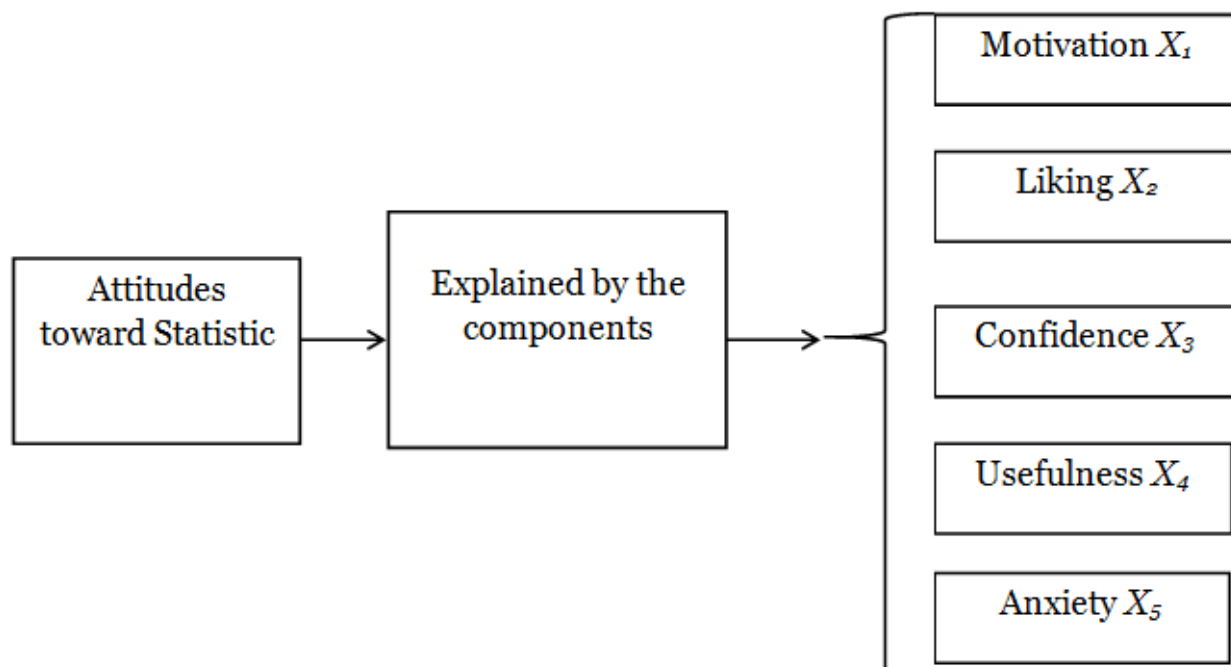 Attitudes
toward Statistic
Explained by the
components
Motivation X₁
Liking X₂
Confidence X₃
Usefulness X₄
Anxiety X₅